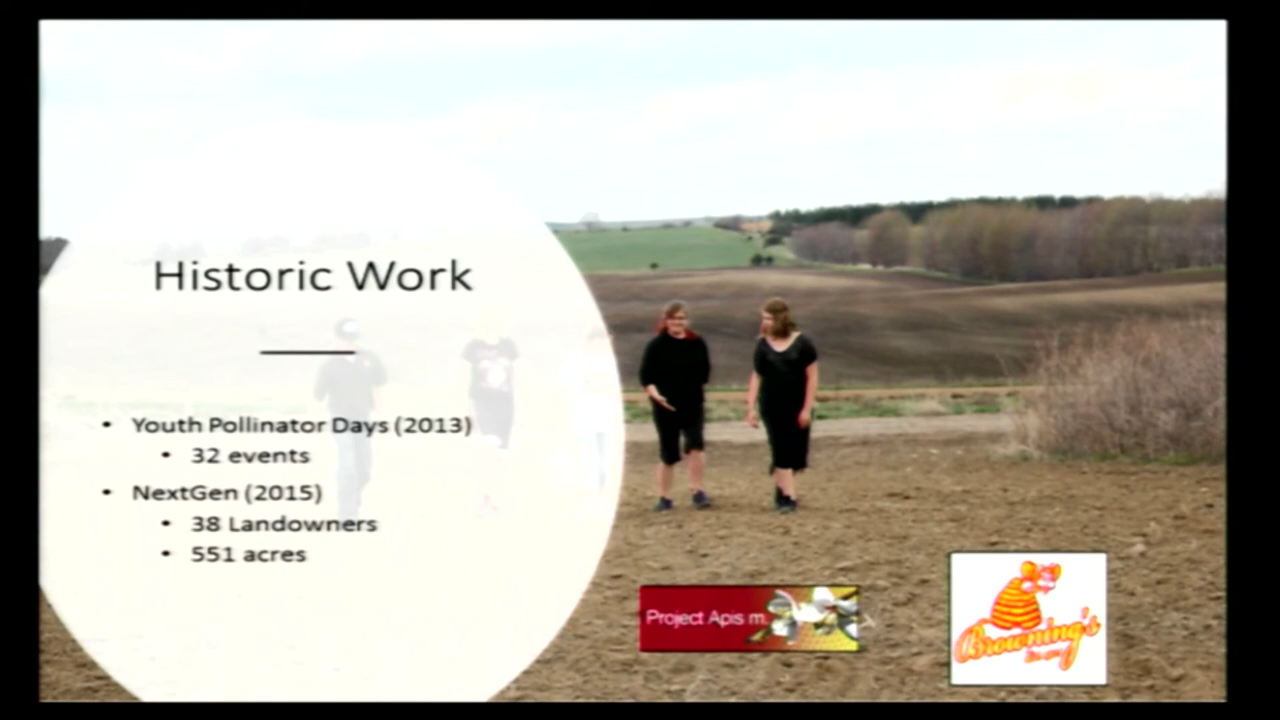 Historic Work
• Youth Pollinator Days (2013)
• 32 events
• NextGen (2015)
• 38 Landowners
• 551 acres
Project Apis m.
Browning's